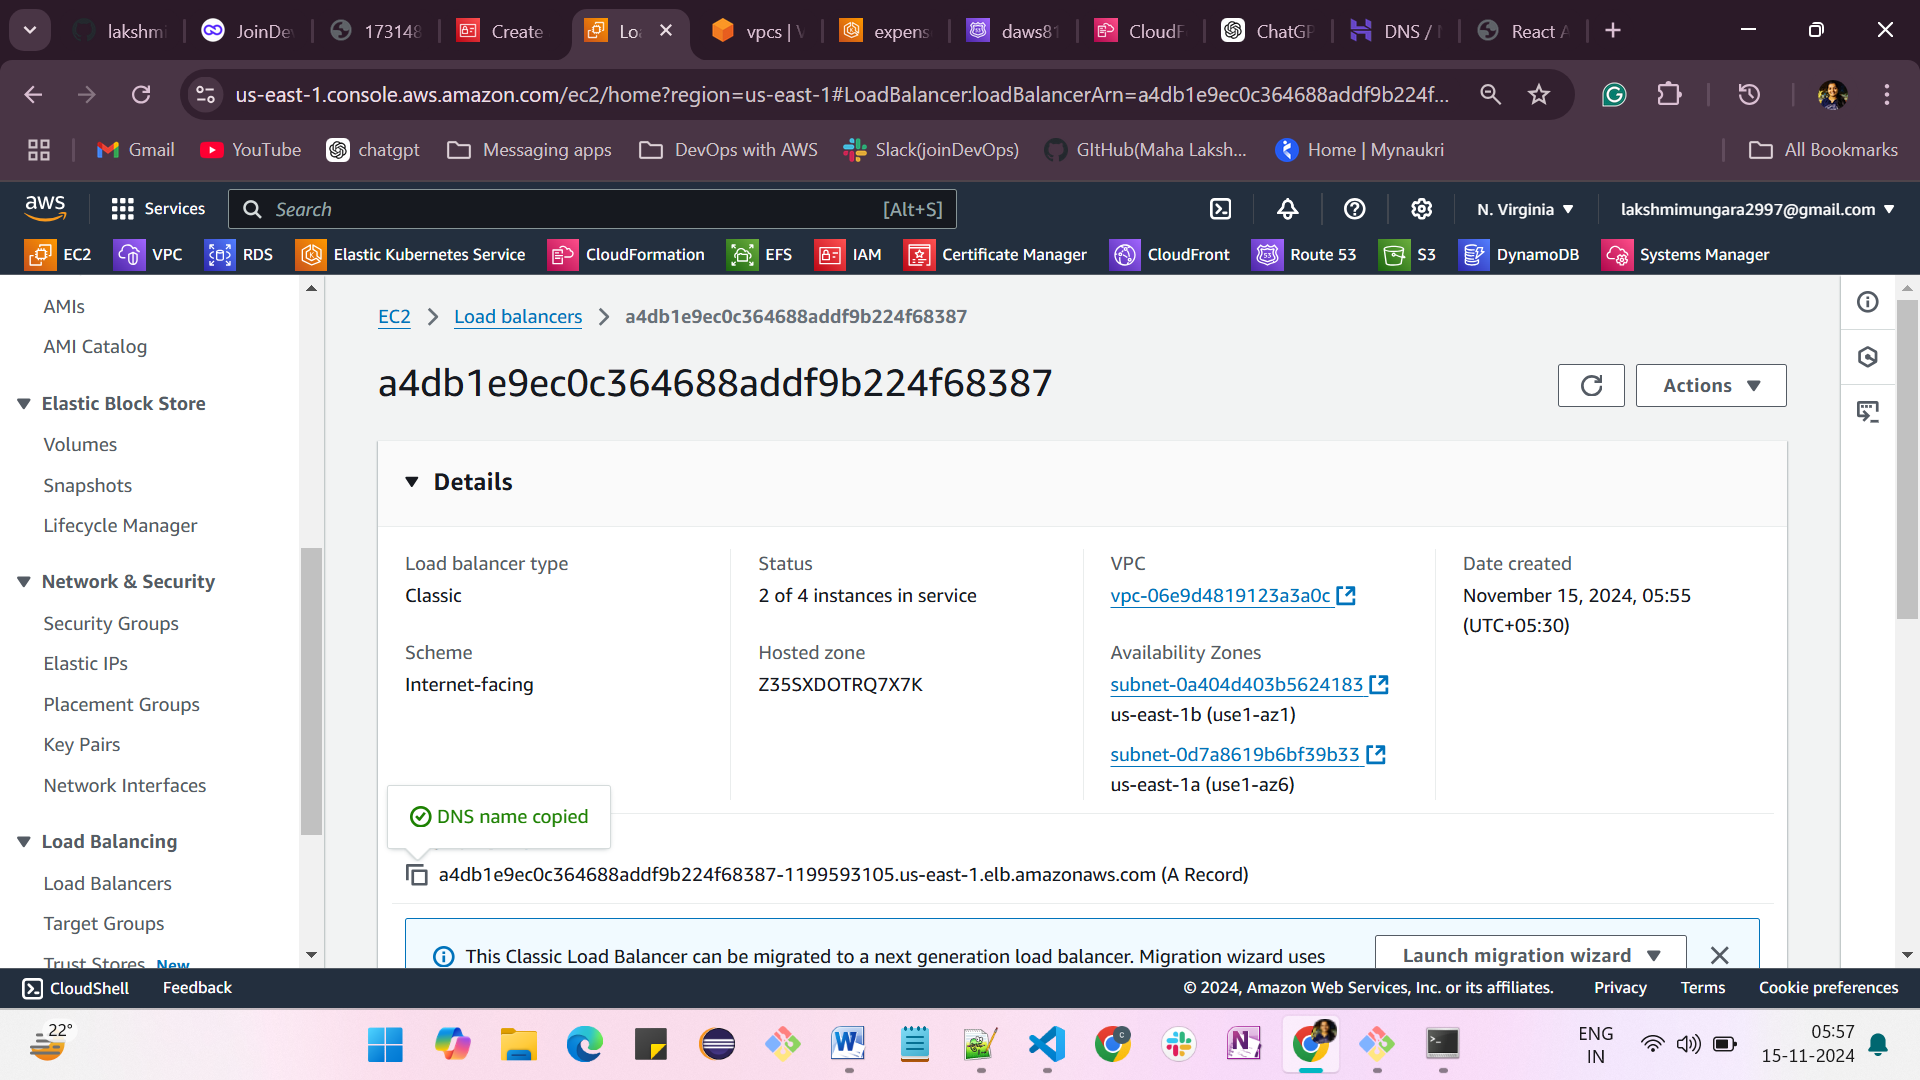 lakshmi
JoinDev
173148
Create
Lo
vpcs | V
expens
daws81
CloudF
ChatGP
DNS / N
React A
us-east-1.console.aws.amazon.com/ec2/home?region=us-east-1#LoadBalancer:loadBalancerArn=a4db1e9ec0c364688addf9b224f...
Gmail
YouTube
chatgpt
Messaging apps
DevOps with AWS
Slack(joinDevOps)
GItHub(Maha Laksh...
Home | Mynaukri
All Bookmarks
aws
Services
Search
[Alt+S]
N. Virginia
lakshmimungara2997@gmail.com
EC2
VPC
RDS
Elastic Kubernetes Service
CloudFormation
EFS
IAM
Certificate Manager
CloudFront
Route 53
S3
DynamoDB
Systems Manager
AMIs
AMI Catalog
Elastic Block Store
Volumes
Snapshots
Lifecycle Manager
Network & Security
Security Groups
Elastic IPs
Placement Groups
Key Pairs
Network Interfaces
Load Balancing
Load Balancers
Target Groups
Trust Stores New
EC2 > Load balancers > a4db1e9ec0c364688addf9b224f68387
a4db1e9ec0c364688addf9b224f68387
Actions
Details
Load balancer type
Classic
Status
2 of 4 instances in service
VPC
vpc-06e9d4819123a3a0c
Date created
November 15, 2024, 05:55
(UTC+05:30)
Scheme
Internet-facing
Hosted zone
Z35SXDOTRQ7X7K
Availability Zones
subnet-0a404d403b5624183
us-east-1b (use1-az1)
subnet-0d7a8619b6bf39b33
us-east-1a (use1-az6)
DNS name copied
a4db1e9ec0c364688addf9b224f68387-1199593105.us-east-1.elb.amazonaws.com (A Record)
This Classic Load Balancer can be migrated to a next generation load balancer. Migration wizard uses
Launch migration wizard
CloudShell
Feedback
© 2024, Amazon Web Services, Inc. or its affiliates.
Privacy
Terms
Cookie preferences
22°
ENG
IN
05:57
15-11-2024